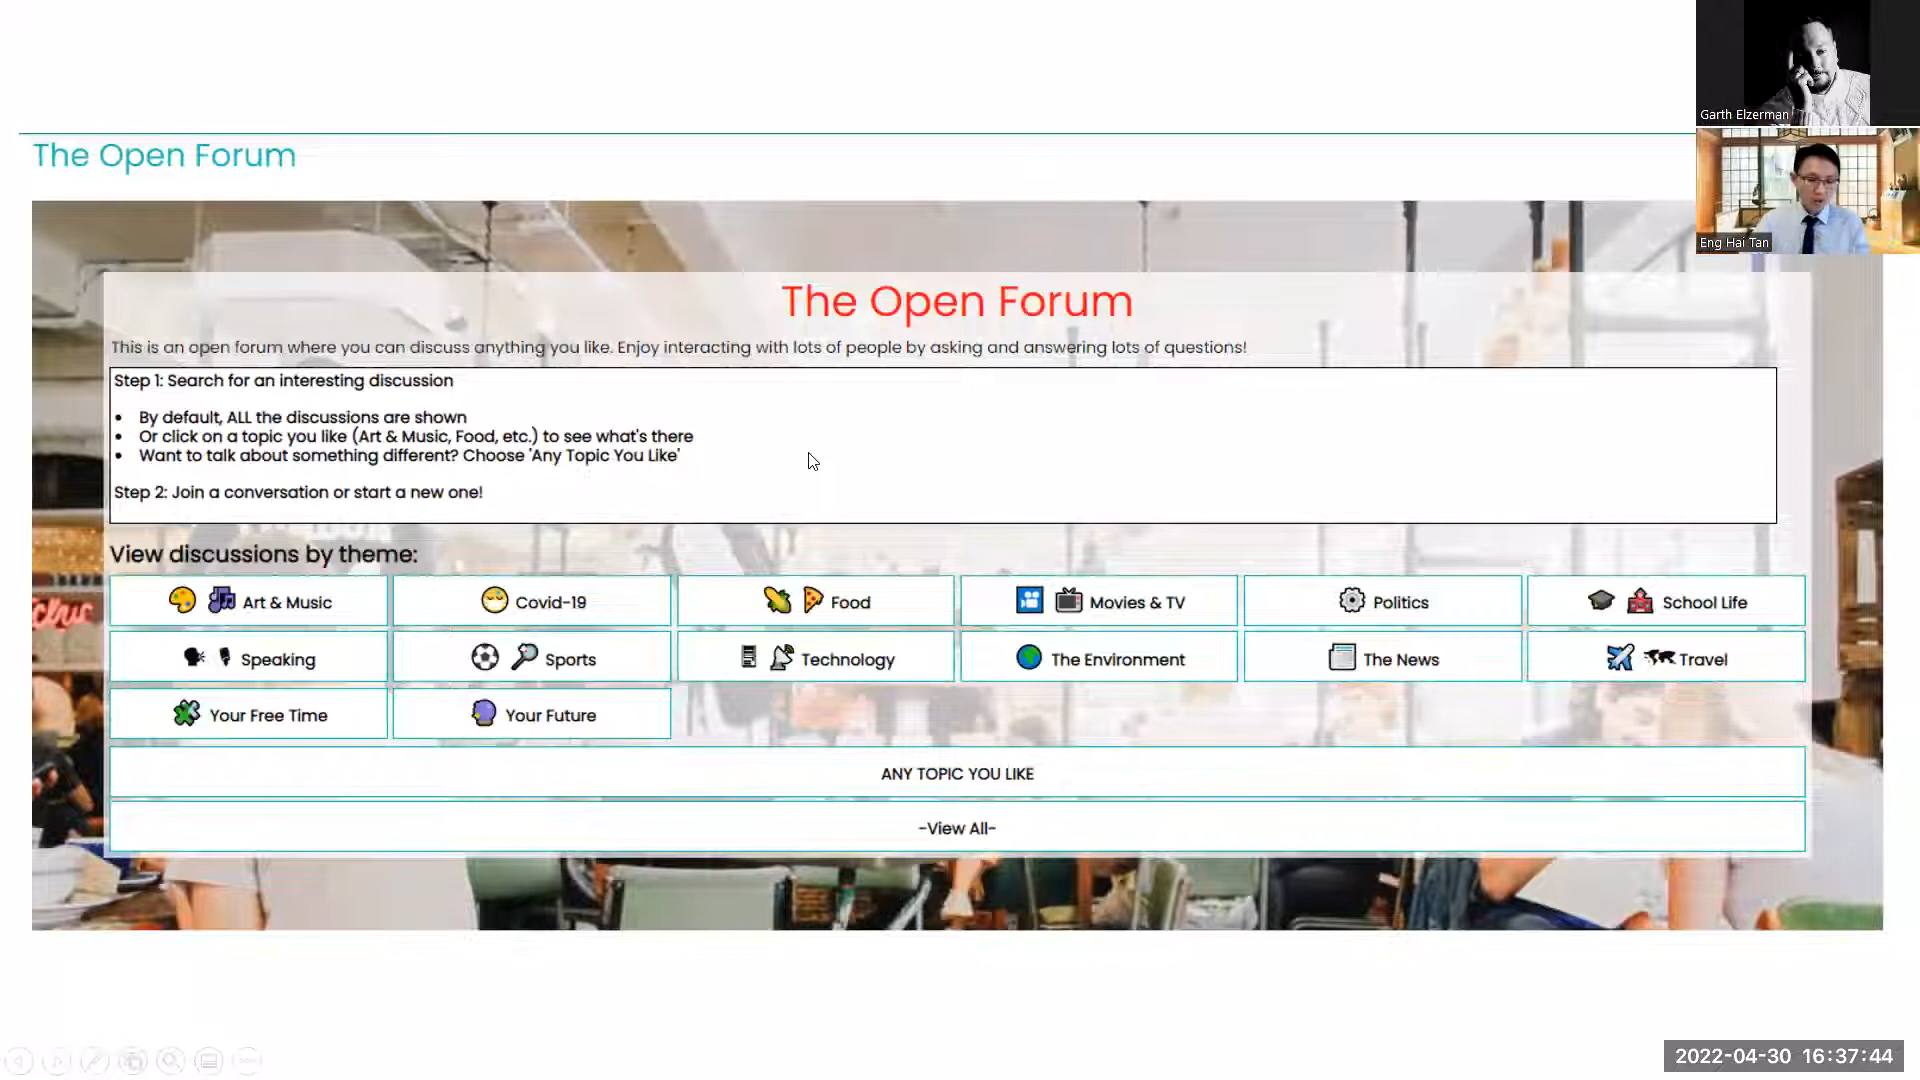 Garth Elzerman
The Open Forum
Eng Hai Tan
The Open Forum
This is an open forum where you can discuss anything you like. Enjoy interacting with lots of people by asking and answering lots of questions!
Step 1: Search for an interesting discussion
• By default, ALL the discussions are shown
• Or click on a topic you like (Art & Music, Food, etc.) to see what's there
• Want to talk about something different? Choose 'Any Topic You Like'
Step 2: Join a conversation or start a new one!
View discussions by theme:
Art & Music
Covid-19
Food
Movies & TV
Politics
School Life
Speaking
Sports
Technology
The Environment
The News
Travel
Your Free Time
Your Future
ANY TOPIC YOU LIKE
-View All-
2022-04-30 16:37:44